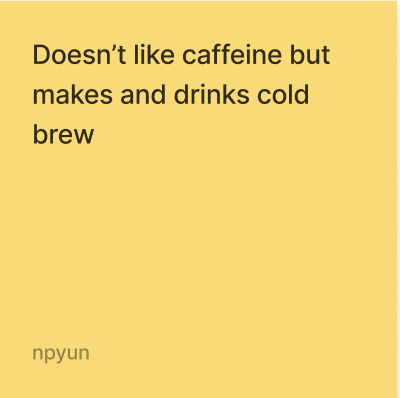 Doesn’t like caffeine but
makes and drinks cold
brew
npyun